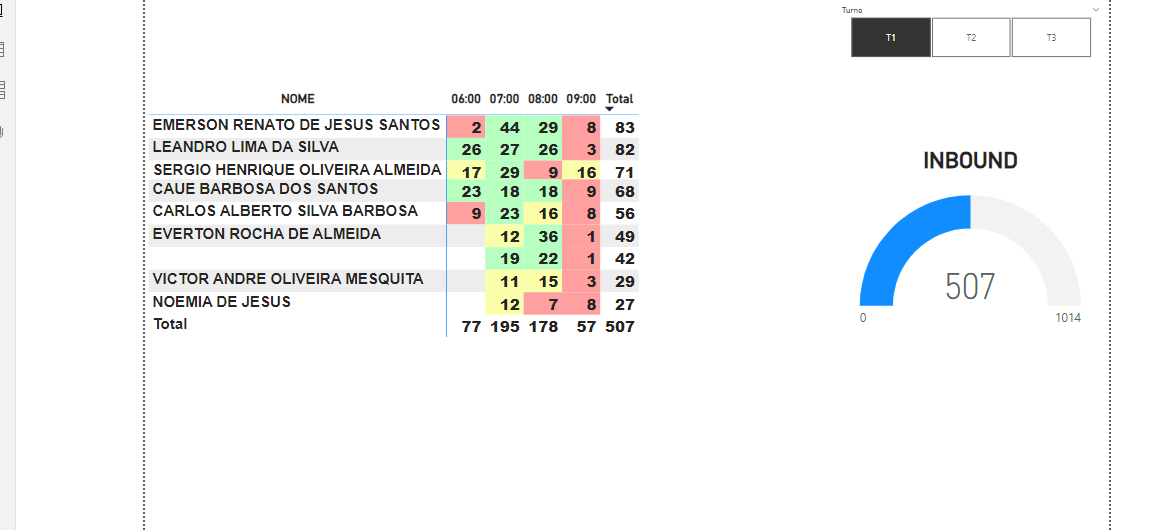 Turno
T1 T2 T3
NOME 06:00 07:00 08:00 09:00 Total
EMERSON RENATO DE JESUS SANTOS 2 44 29 8 83
LEANDRO LIMA DA SILVA 26 27 26 3 82
SERGIO HENRIQUE OLIVEIRA ALMEIDA 17 29 9 16 71
CAUE BARBOSA DOS SANTOS 23 18 18 9 68
CARLOS ALBERTO SILVA BARBOSA 9 23 16 8 56
EVERTON ROCHA DE ALMEIDA 12 36 1 49
19 22 1 42
VICTOR ANDRE OLIVEIRA MESQUITA 11 15 3 29
NOEMIA DE JESUS 12 7 8 27
Total 77 195 178 57 507
INBOUND
507
0 1014